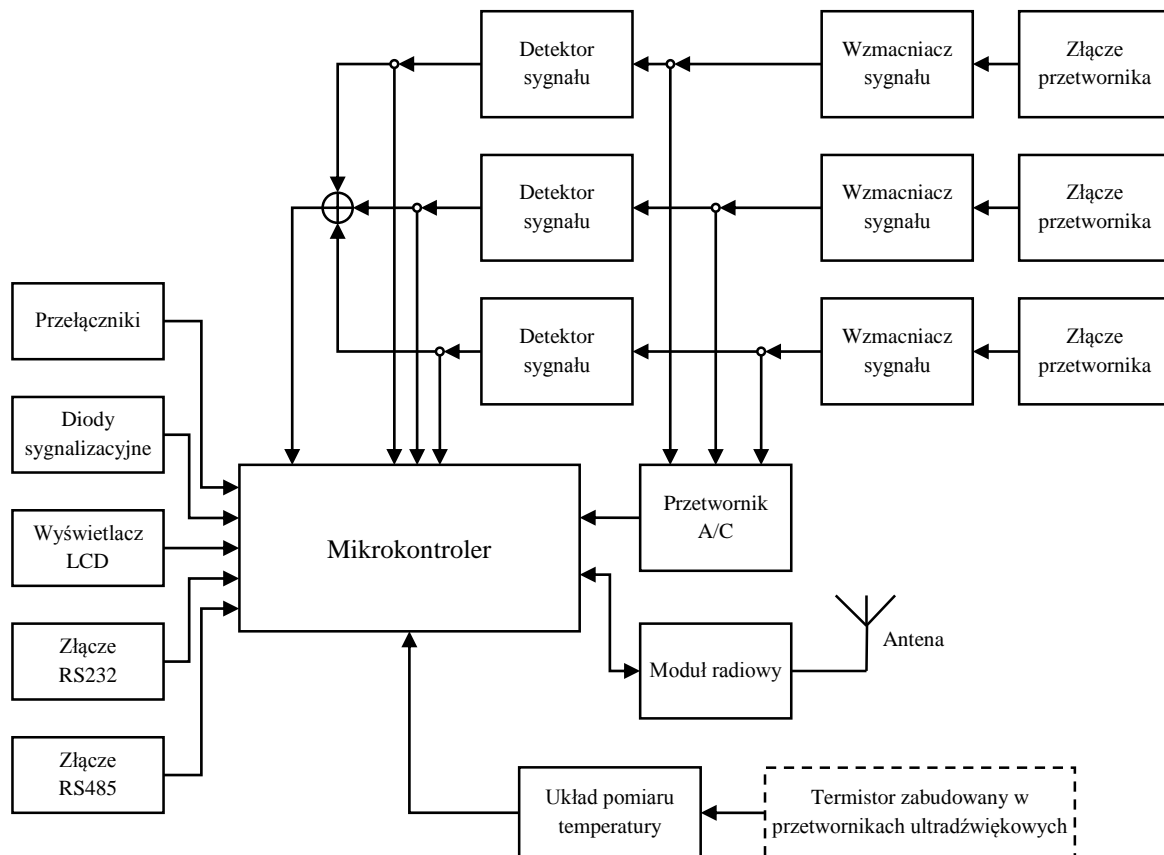 Detektor
sygnału
Wzmacniacz
sygnału
Złącze
przetwornika
Detektor
sygnału
Wzmacniacz
sygnału
Złącze
przetwornika
Detektor
sygnału
Wzmacniacz
sygnału
Złącze
przetwornika
Przełączniki
Diody
sygnalizacyjne
Wyświetlacz
LCD
Złącze
RS232
Złącze
RS485
Mikrokontroler
Przetwornik
A/C
Moduł radiowy
Antena
Układ pomiaru
temperatury
Termistor zabudowany w
przetwornikach ultradźwiękowych